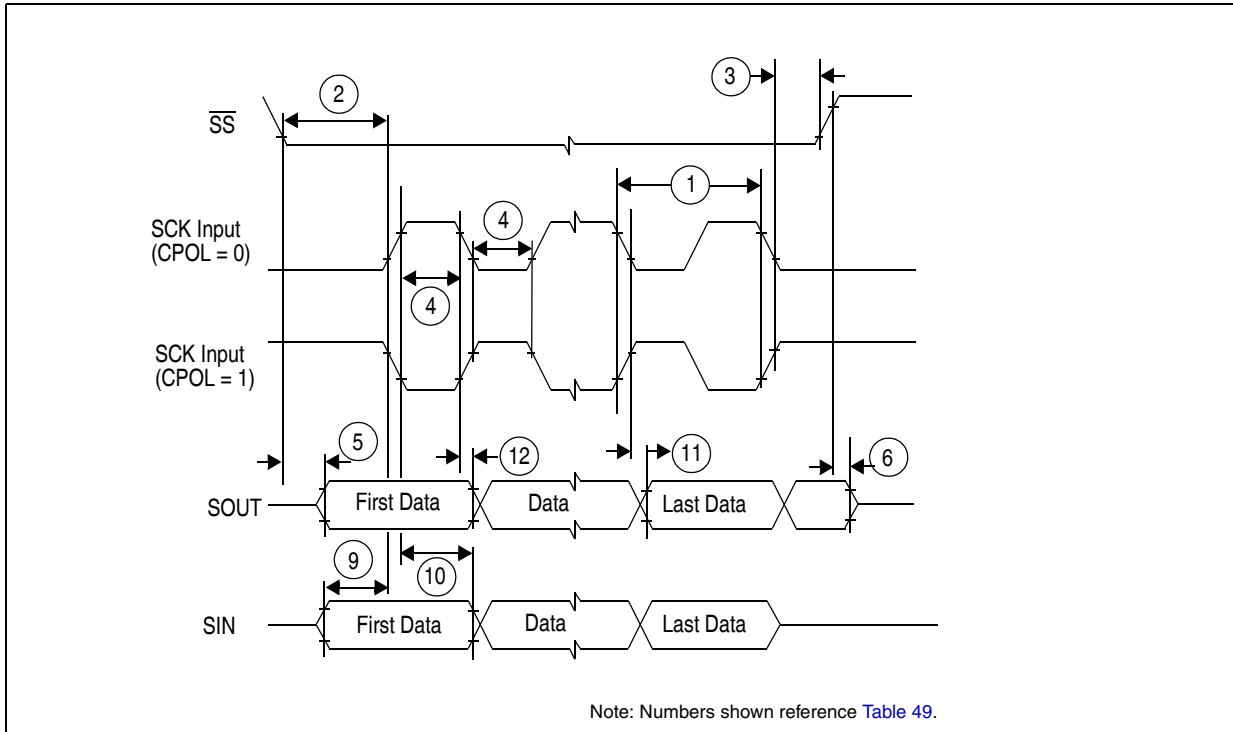 3
2
SS
1
SCK Input
(CPOL = 0)
4
4
SCK Input
(CPOL = 1)
5
12
11
6
SOUT
First Data
Data
Last Data
9
10
SIN
First Data
Data
Last Data
Note: Numbers shown reference Table 49.